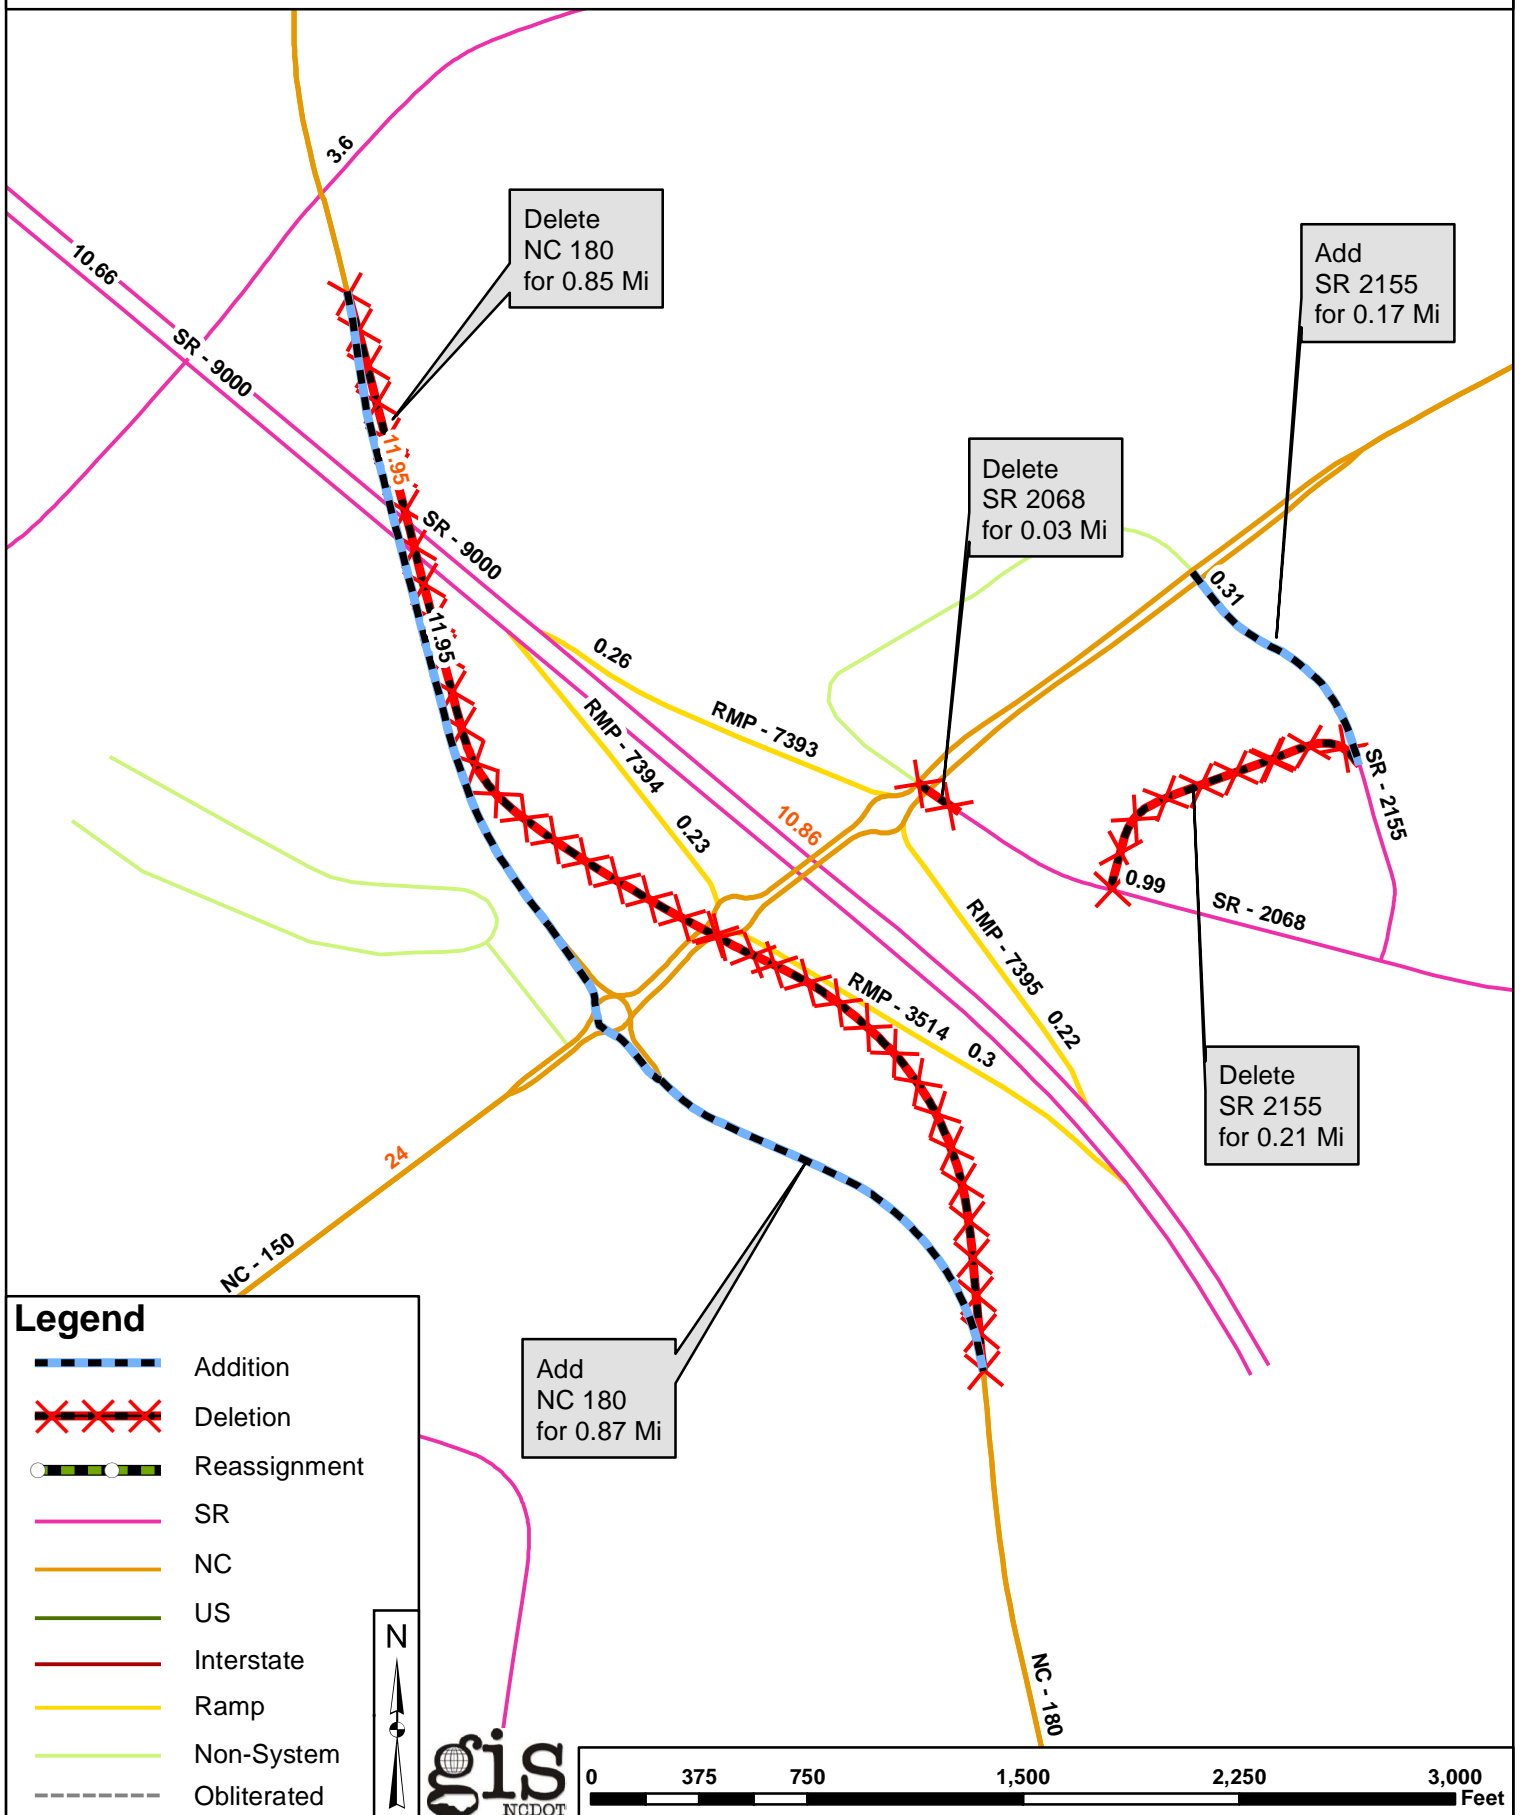 3.6
Delete
NC 180
for 0.85 Mi
Add
SR 2155
for 0.17 Mi
10.66
SR - 9000
11.95
SR - 9000
Delete
SR 2068
for 0.03 Mi
0.31
11.95
0.26
RMP - 7393
RMP - 7394
0.23
10.86
SR - 2155
0.99
SR - 2068
RMP - 7395
0.22
RMP - 3514
0.3
Delete
SR 2155
for 0.21 Mi
24
NC - 150
Add
NC 180
for 0.87 Mi
NC - 180
Legend
Addition
Deletion
Reassignment
SR
NC
US
Interstate
Ramp
Non-System
Obliterated
N
gis
NCDOT
0 375 750 1,500 2,250 3,000
Feet